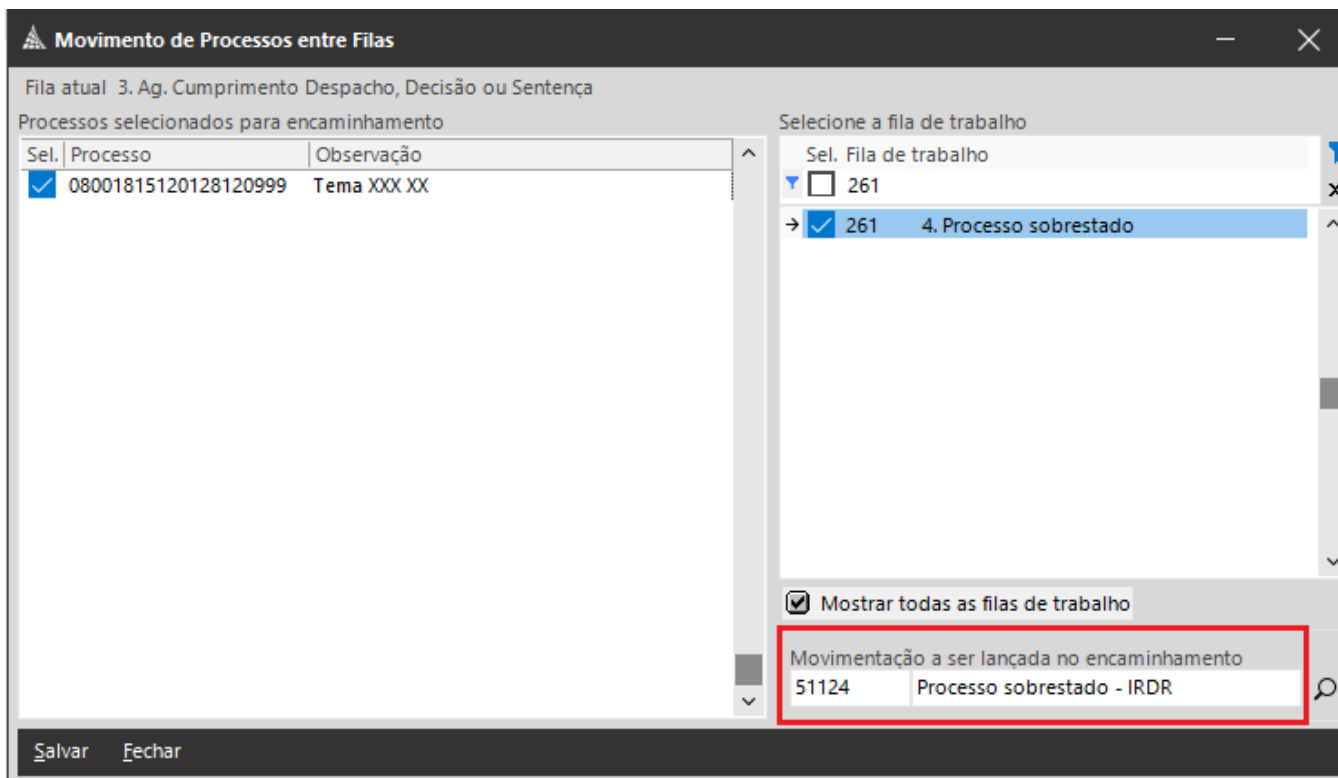 Movimento de Processos entre Filas
Fila atual 3. Ag. Cumprimento Despacho, Decisão ou Sentença
Processos selecionados para encaminhamento
Sel. Processo Observação
08001815120128120999 Tema XXX XX
Selecione a fila de trabalho
Sel. Fila de trabalho
261
261 4. Processo sobrestado
Mostrar todas as filas de trabalho
Movimentação a ser lançada no encaminhamento
51124 Processo sobrestado - IRDR
Salvar Fechar